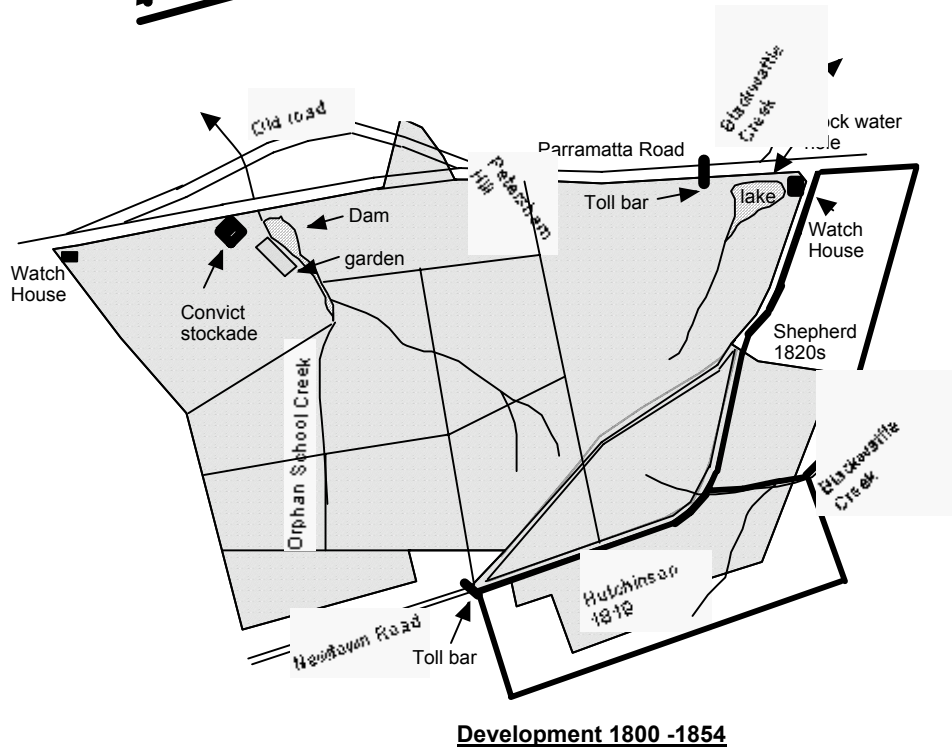 Old road
Blackwattle
Creek
ock water
hole
Parramatta Road
Petersham
Hill
Toll bar
lake
Dam
garden
Watch
House
Watch
House
Convict
stockade
Shepherd
1820s
Orphan School Creek
Blackwattle
Creek
Hutchinson
1819
Newtown Road
Toll bar
Development 1800 -1854